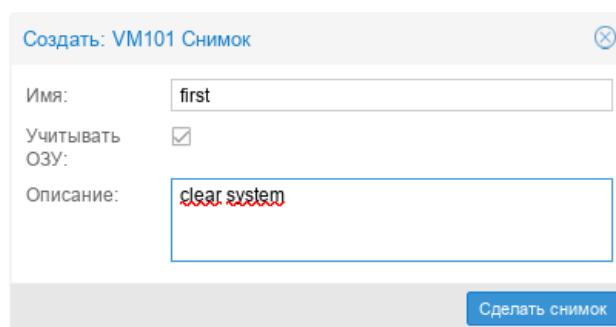 Создать: VM101 Снимок
Имя: first
Учитывать
ОЗУ:
Описание: clear system
Сделать снимок